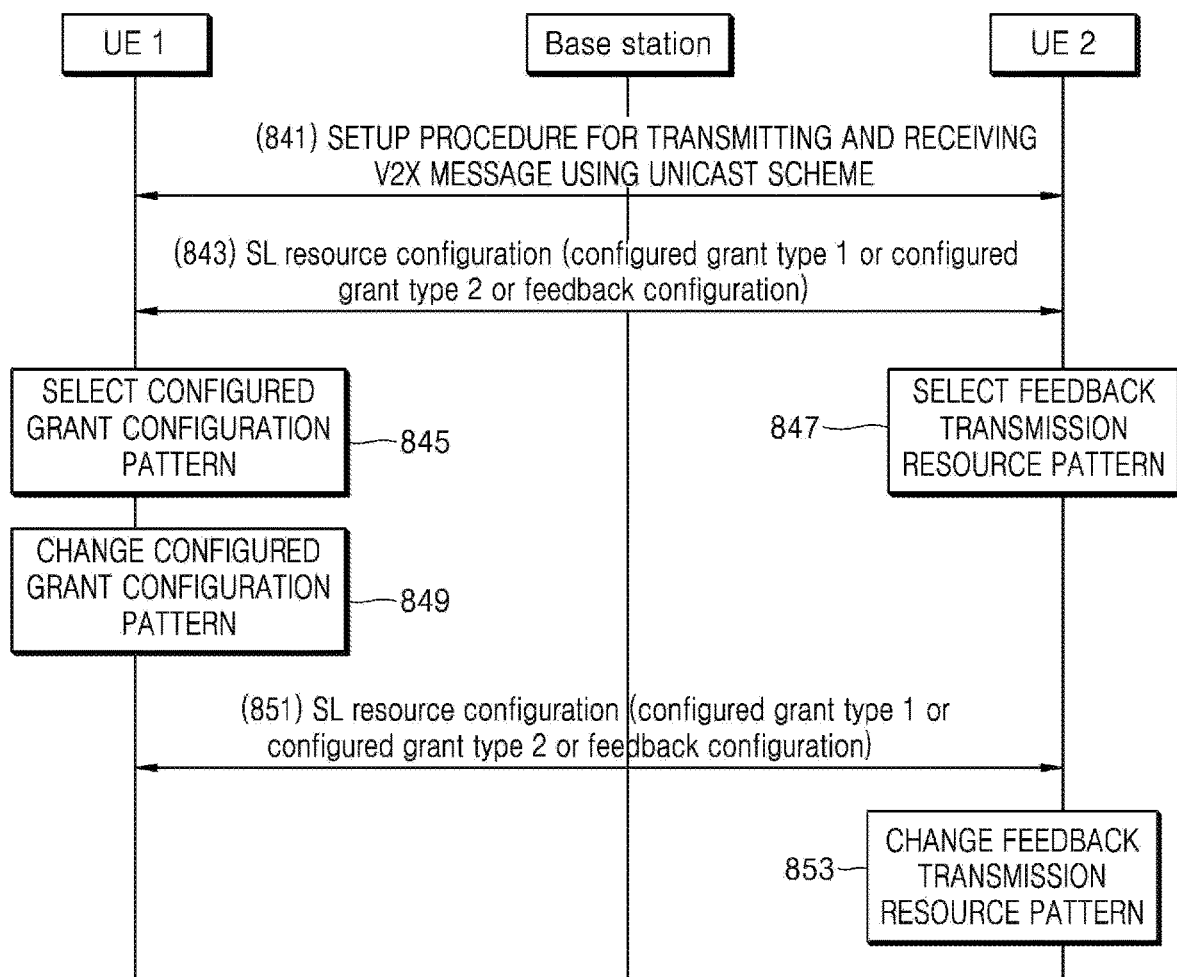 UE 1
Base station
UE 2
(841) SETUP PROCEDURE FOR TRANSMITTING AND RECEIVING
V2X MESSAGE USING UNICAST SCHEME
(843) SL resource configuration (configured grant type 1 or configured
grant type 2 or feedback configuration)
SELECT CONFIGURED
GRANT CONFIGURATION
PATTERN
845
847
SELECT FEEDBACK
TRANSMISSION
RESOURCE PATTERN
CHANGE CONFIGURED
GRANT CONFIGURATION
PATTERN
849
(851) SL resource configuration (configured grant type 1 or
configured grant type 2 or feedback configuration)
853
CHANGE FEEDBACK
TRANSMISSION
RESOURCE PATTERN